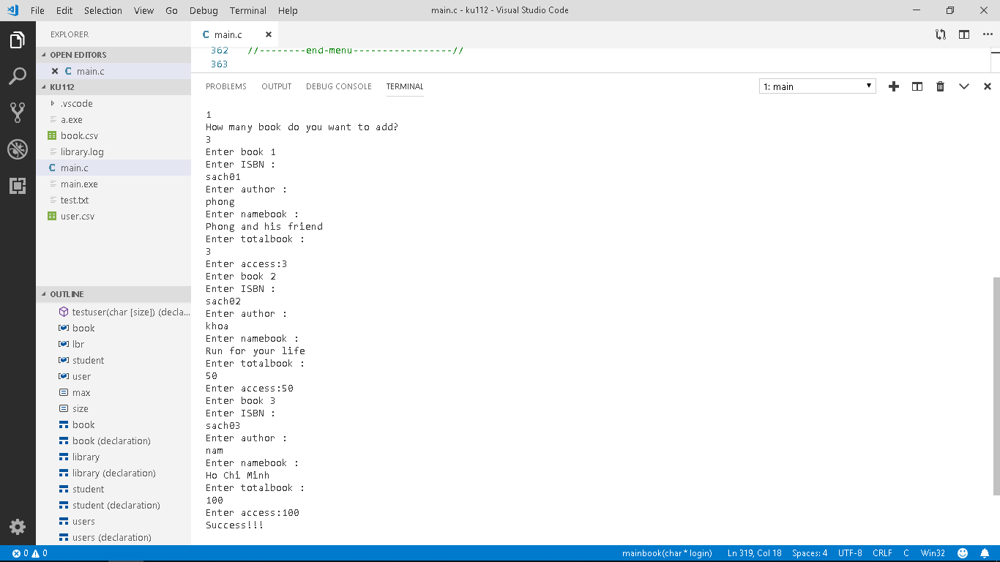 File Edit Selection View Go Debug Terminal Help
main.c - ku112 - Visual Studio Code
EXPLORER
OPEN EDITORS
C main.c
KU112
.vscode
a.exe
book.csv
library.log
C main.c
main.exe
test.txt
user.csv
OUTLINE
testuser(char [size]) (decla...
book
lbr
student
user
max
size
book
book (declaration)
library
library (declaration)
student
student (declaration)
users
users (declaration)
C main.c
362 //--------end-menu-----------------//
363
PROBLEMS OUTPUT DEBUG CONSOLE TERMINAL
1: main
1
How many book do you want to add?
3
Enter book 1
Enter ISBN :
sach01
Enter author :
phong
Enter namebook :
Phong and his friend
Enter totalbook :
3
Enter access:3
Enter book 2
Enter ISBN :
sach02
Enter author :
khoa
Enter namebook :
Run for your life
Enter totalbook :
50
Enter access:50
Enter book 3
Enter ISBN :
sach03
Enter author :
nam
Enter namebook :
Ho Chi Minh
Enter totalbook :
100
Enter access:100
Success!!!
0 0 mainbook(char * login) Ln 319, Col 18 Spaces: 4 UTF-8 CRLF C Win32